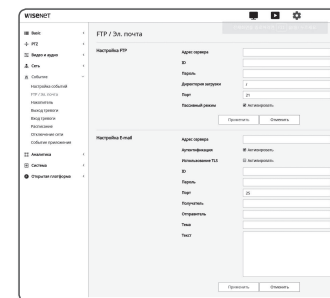 WISENET
Basic
PTZ
Видео и аудио
Сеть
События
Настройка событий
FTP / Эл. почта
Накопитель
Выход тревоги
Вход тревоги
Расписание
Отключение сети
События приложения
Аналитика
Система
Открытая платформа
FTP / Эл. почта
Настройка FTP
Адрес сервера
ID
Пароль
Директория загрузки /
Порт 21
Пассивный режим Активировать
Применить Отменить
Настройка E-mail
Адрес сервера
Аутентификация Активировать
Использование TLS Активировать
ID
Пароль
Порт 25
Получатель
Отправитель
Тема
Текст
Применить Отменить